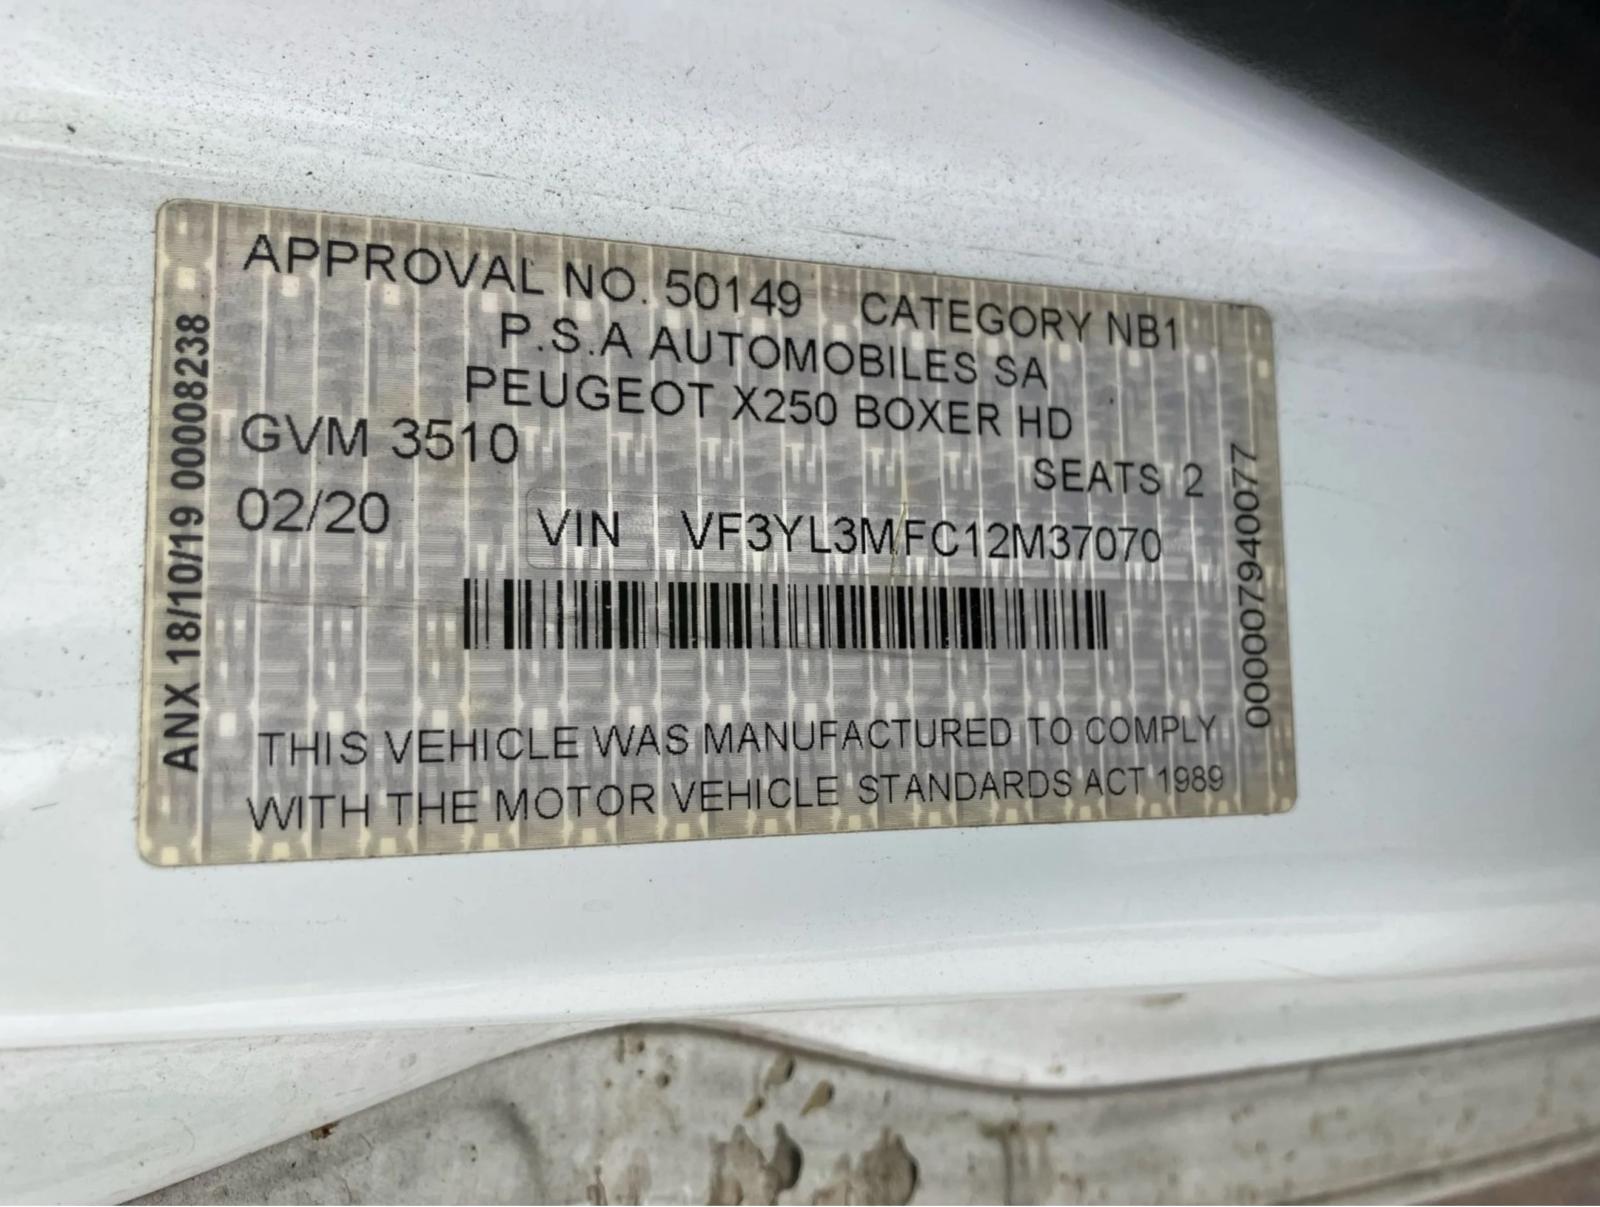 APPROVAL NO. 50149 CATEGORY NB1
P.S.A AUTOMOBILES SA
PEUGEOT X250 BOXER HD
GVM 3510
SEATS 2
02/20
VIN VF3YL3MFC12M37070
THIS VEHICLE WAS MANUFACTURED TO COMPLY
WITH THE MOTOR VEHICLE STANDARDS ACT 1989
ANX 18/10/19 00008238
000007940077